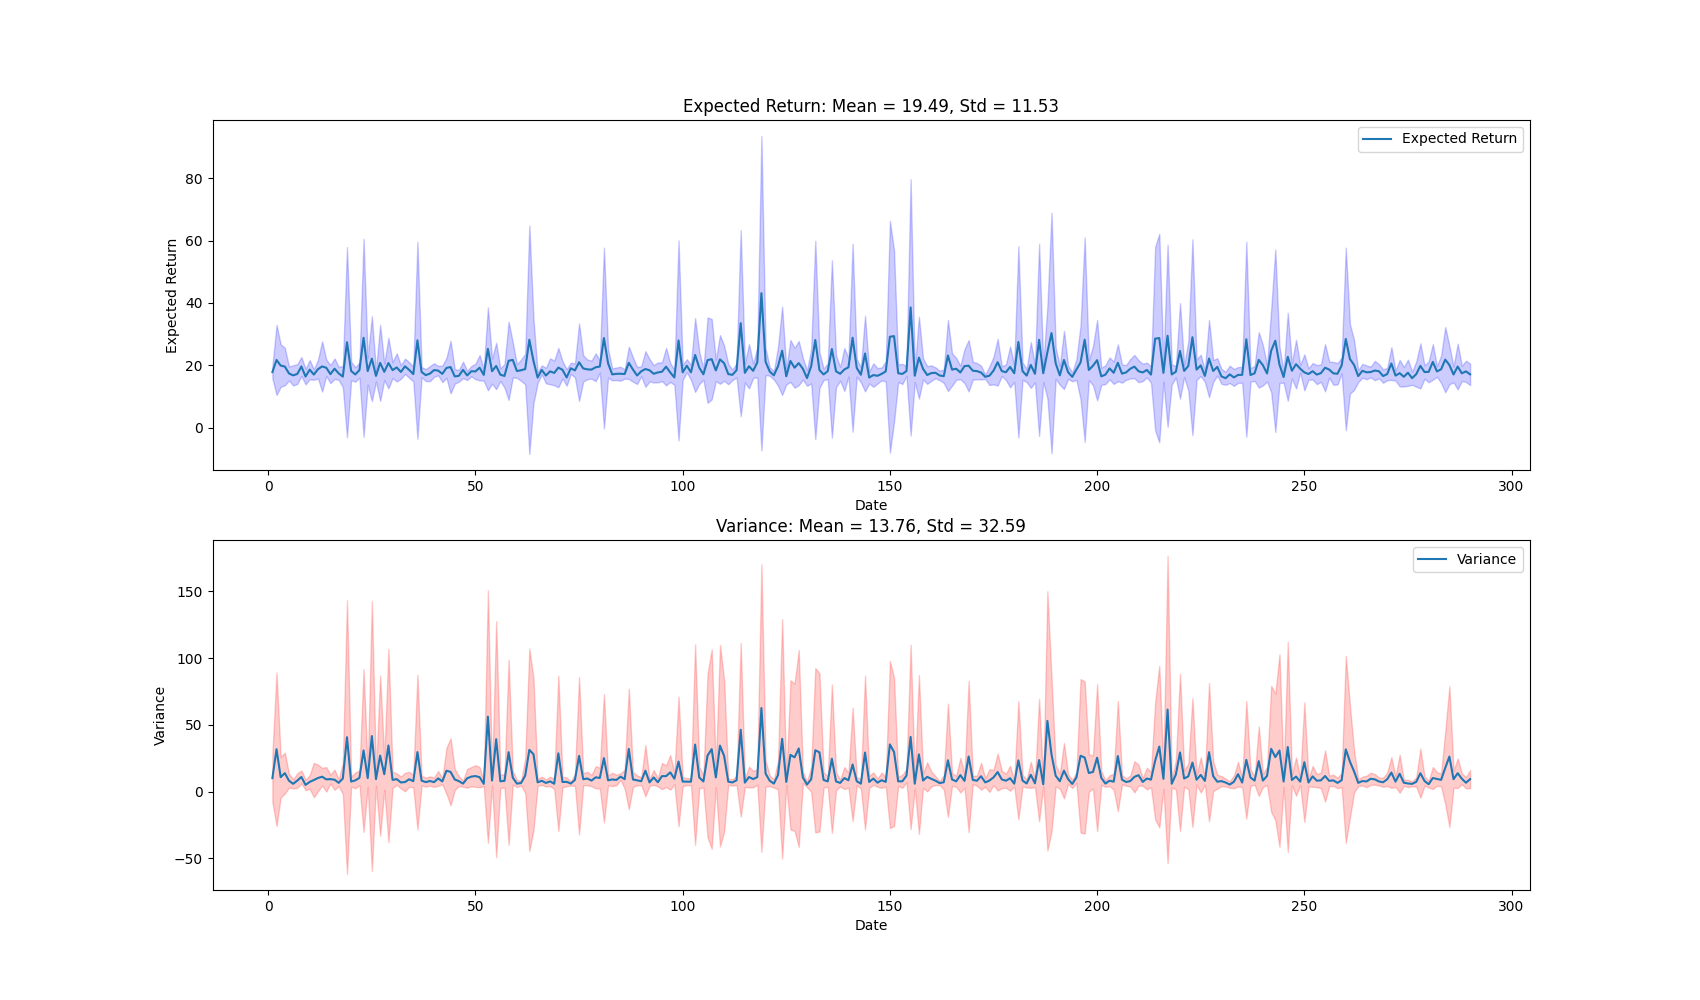 Expected Return: Mean = 19.49, Std = 11.53
Expected Return
80
60
40
20
0
Expected Return
0 50 100 150 200 250 300
Date
Variance: Mean = 13.76, Std = 32.59
Variance
150
100
50
0
−50
Variance
0 50 100 150 200 250 300
Date